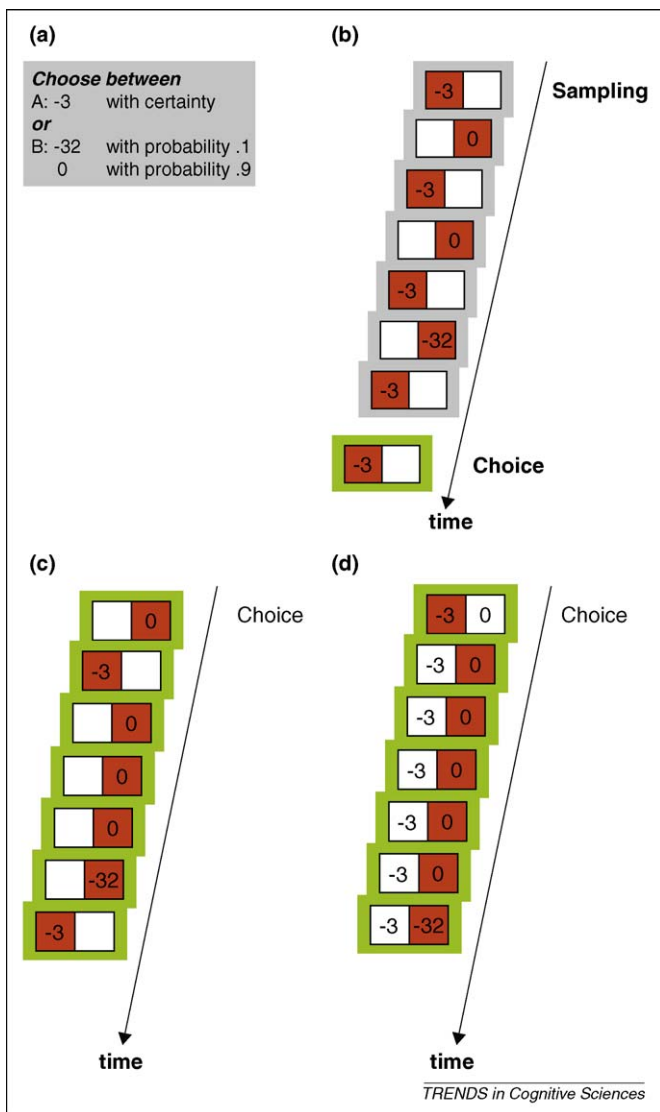 (a)
Choose between
A: -3 with certainty
or
B: -32 with probability .1
0 with probability .9
(b)
Sampling
-3
0
-3
0
-3
-32
-3
-3
Choice
time
(c)
Choice
0
-3
0
0
0
-32
-3
time
(d)
Choice
-3 0
-3 0
-3 0
-3 0
-3 0
-3 0
-3 -32
time
TRENDS in Cognitive Sciences